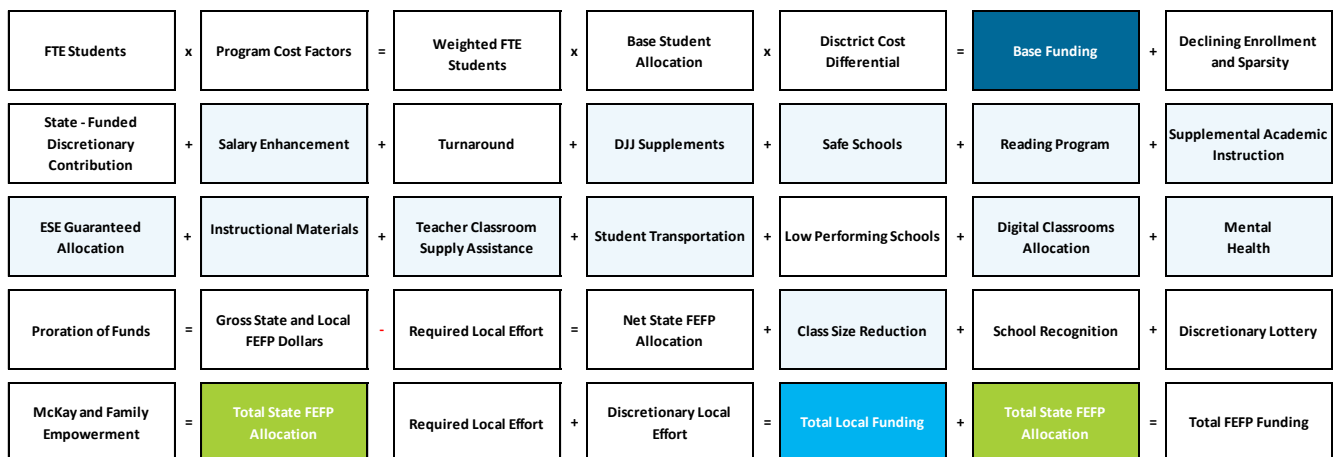 FTE Students x Program Cost Factors = Weighted FTE Students x Base Student Allocation x Disctrict Cost Differential = Base Funding + Declining Enrollment and Sparsity
State - Funded Discretionary Contribution + Salary Enhancement + Turnaround + DJJ Supplements + Safe Schools + Reading Program + Supplemental Academic Instruction
ESE Guaranteed Allocation + Instructional Materials + Teacher Classroom Supply Assistance + Student Transportation + Low Performing Schools + Digital Classrooms Allocation + Mental Health
Proration of Funds = Gross State and Local FEFP Dollars - Required Local Effort = Net State FEFP Allocation + Class Size Reduction + School Recognition + Discretionary Lottery
McKay and Family Empowerment = Total State FEFP Allocation Required Local Effort + Discretionary Local Effort = Total Local Funding + Total State FEFP Allocation = Total FEFP Funding